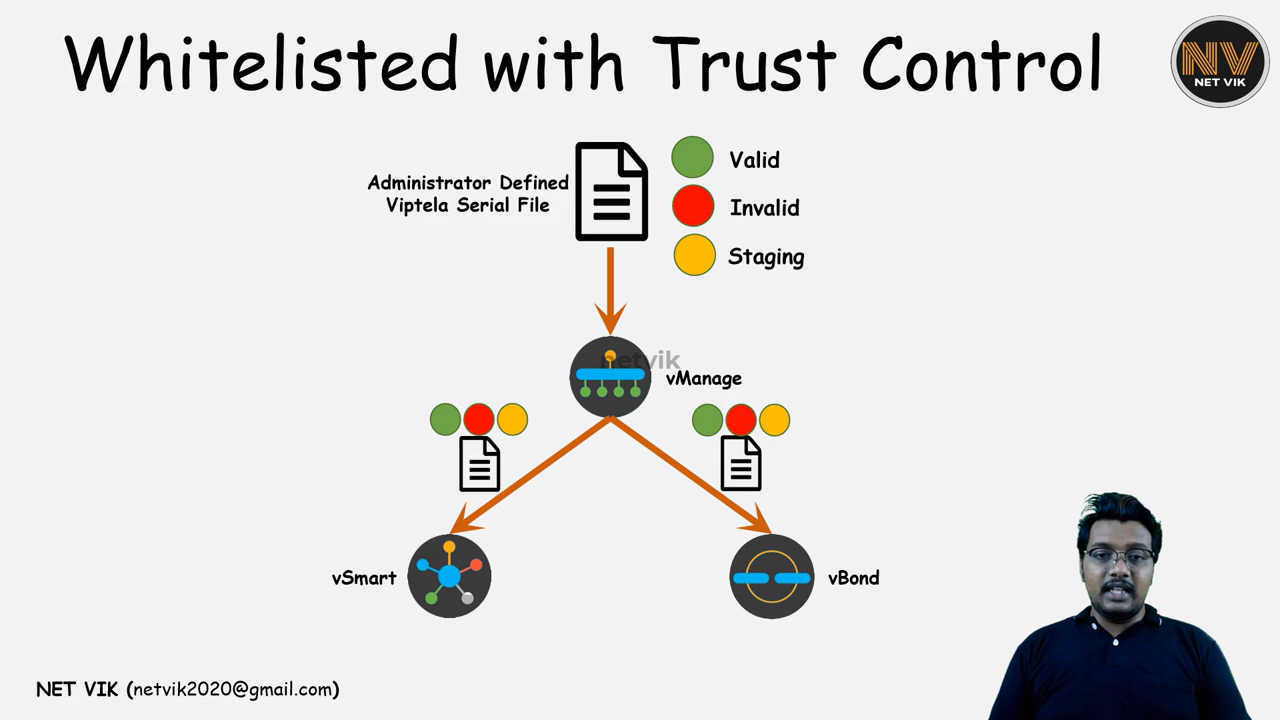 Whitelisted with Trust Control
NV
NET VIK
Administrator Defined
Viptela Serial File
Valid
Invalid
Staging
netvik
vManage
vSmart
vBond
NET VIK (netvik2020@gmail.com)